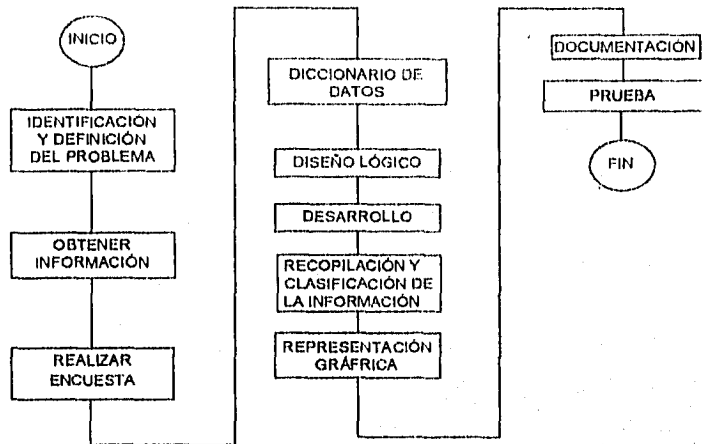 INICIO
IDENTIFICACIÓN
Y DEFINICIÓN
DEL PROBLEMA
OBTENER
INFORMACIÓN
REALIZAR
ENCUESTA
DICCIONARIO DE
DATOS
DISEÑO LÓGICO
DESARROLLO
RECOPILACIÓN Y
CLASIFICACIÓN DE
LA INFORMACIÓN
REPRESENTACIÓN
GRÁFRICA
DOCUMENTACIÓN
PRUEBA
FIN